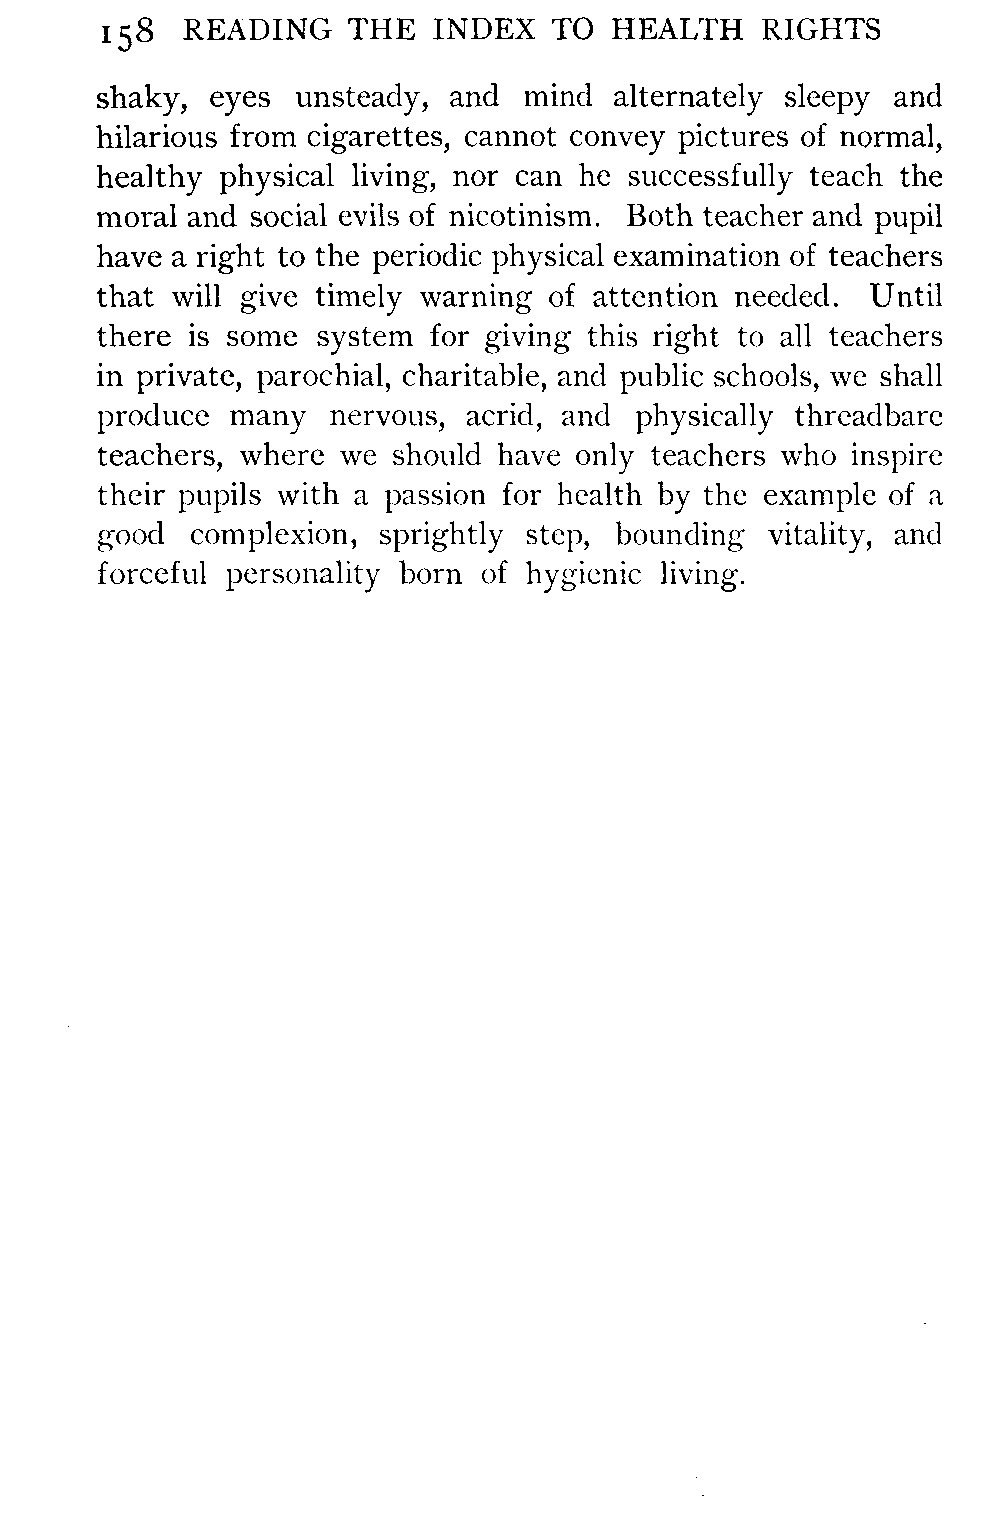 158 READING THE INDEX TO HEALTH RIGHTS
shaky, eyes unsteady, and mind alternately sleepy and
hilarious from cigarettes, cannot convey pictures of normal,
healthy physical living, nor can he successfully teach the
moral and social evils of nicotinism. Both teacher and pupil
have a right to the periodic physical examination of teachers
that will give timely warning of attention needed. Until
there is some system for giving this right to all teachers
in private, parochial, charitable, and public schools, we shall
produce many nervous, acrid, and physically threadbare
teachers, where we should have only teachers who inspire
their pupils with a passion for health by the example of a
good complexion, sprightly step, bounding vitality, and
forceful personality born of hygienic living.